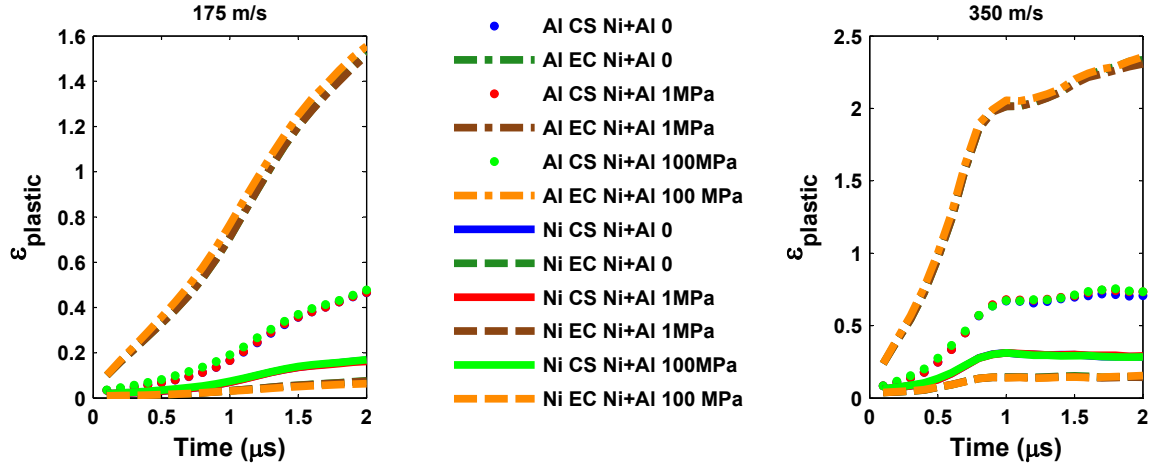 175 m/s
1.6
1.4
1.2
1
0.8
0.6
0.4
0.2
0
0 0.5 1 1.5 2
εplastic
Time (μs)
Al CS Ni+Al 0
Al EC Ni+Al 0
Al CS Ni+Al 1MPa
Al EC Ni+Al 1MPa
Al CS Ni+Al 100MPa
Al EC Ni+Al 100 MPa
Ni CS Ni+Al 0
Ni EC Ni+Al 0
Ni CS Ni+Al 1MPa
Ni EC Ni+Al 1MPa
Ni CS Ni+Al 100MPa
Ni EC Ni+Al 100 MPa
350 m/s
2.5
2
1.5
1
0.5
0
0 0.5 1 1.5 2
εplastic
Time (μs)